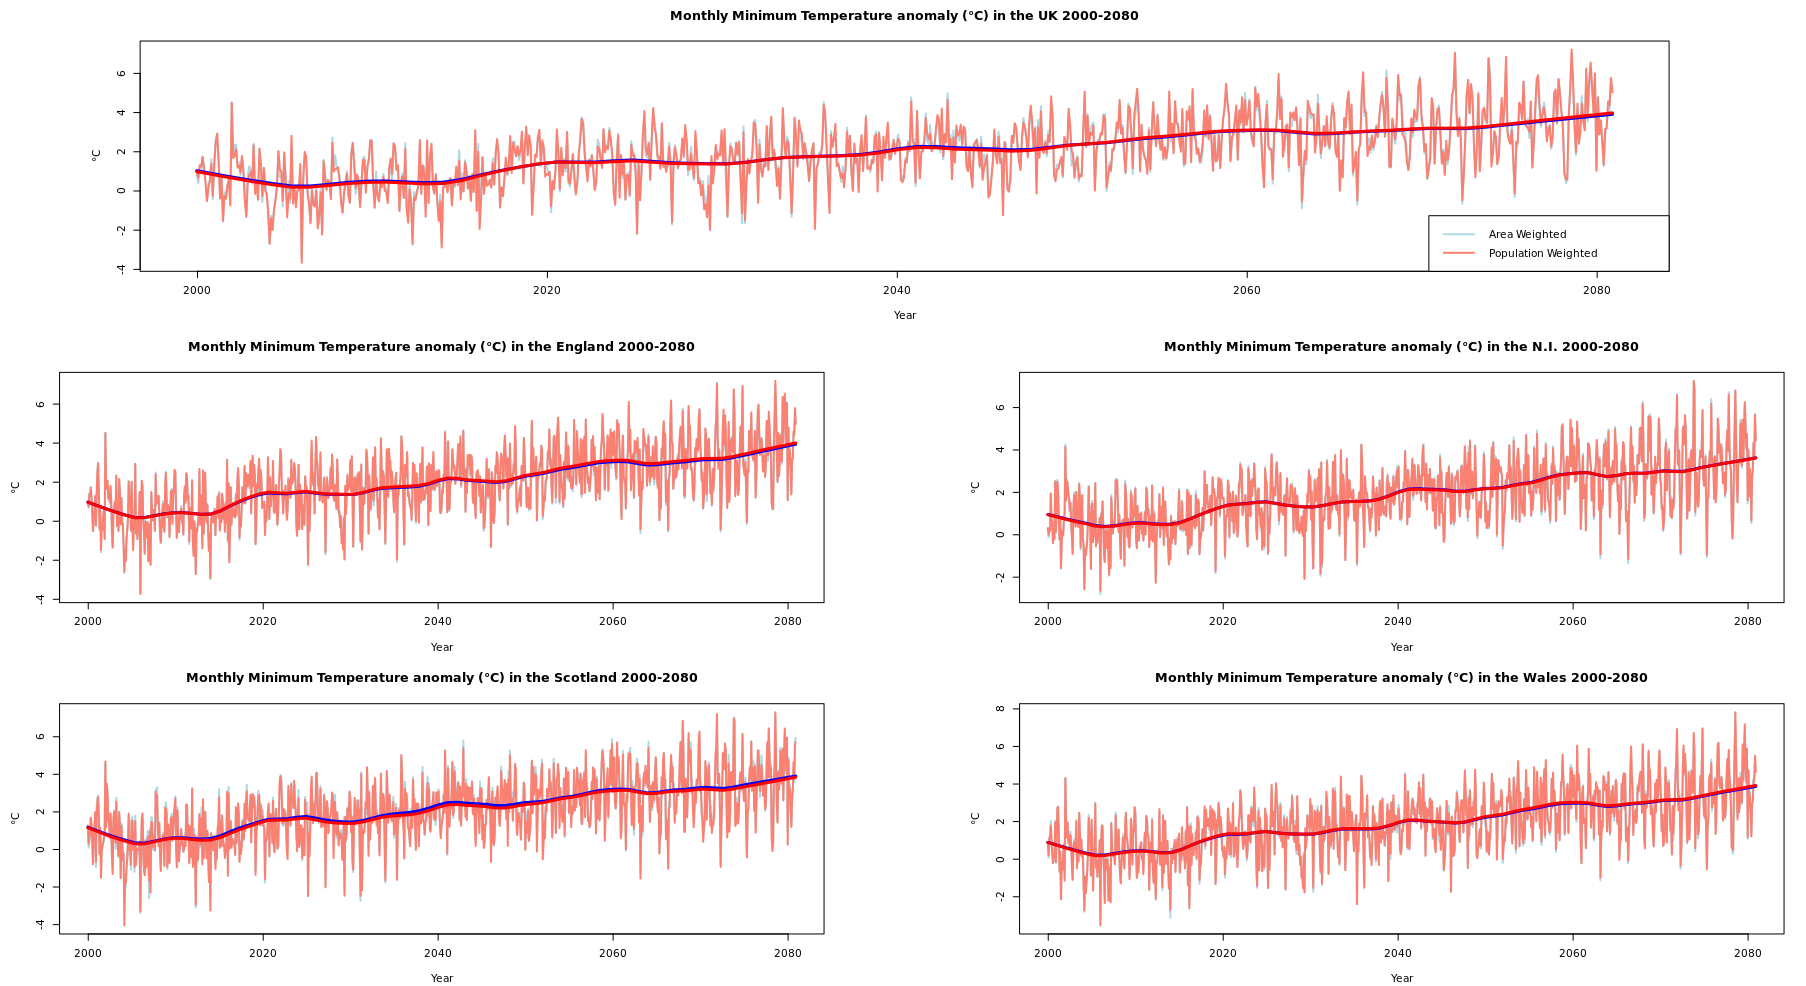 Monthly Minimum Temperature anomaly (°C) in the UK 2000-2080
°C
6
4
2
0
-2
-4
Area Weighted
Population Weighted
2000 2020 2040 2060 2080
Year
Monthly Minimum Temperature anomaly (°C) in the England 2000-2080
°C
6
4
2
0
-2
-4
2000 2020 2040 2060 2080
Year
Monthly Minimum Temperature anomaly (°C) in the N.I. 2000-2080
°C
6
4
2
0
-2
2000 2020 2040 2060 2080
Year
Monthly Minimum Temperature anomaly (°C) in the Scotland 2000-2080
°C
6
4
2
0
-2
-4
2000 2020 2040 2060 2080
Year
Monthly Minimum Temperature anomaly (°C) in the Wales 2000-2080
°C
8
6
4
2
0
-2
2000 2020 2040 2060 2080
Year